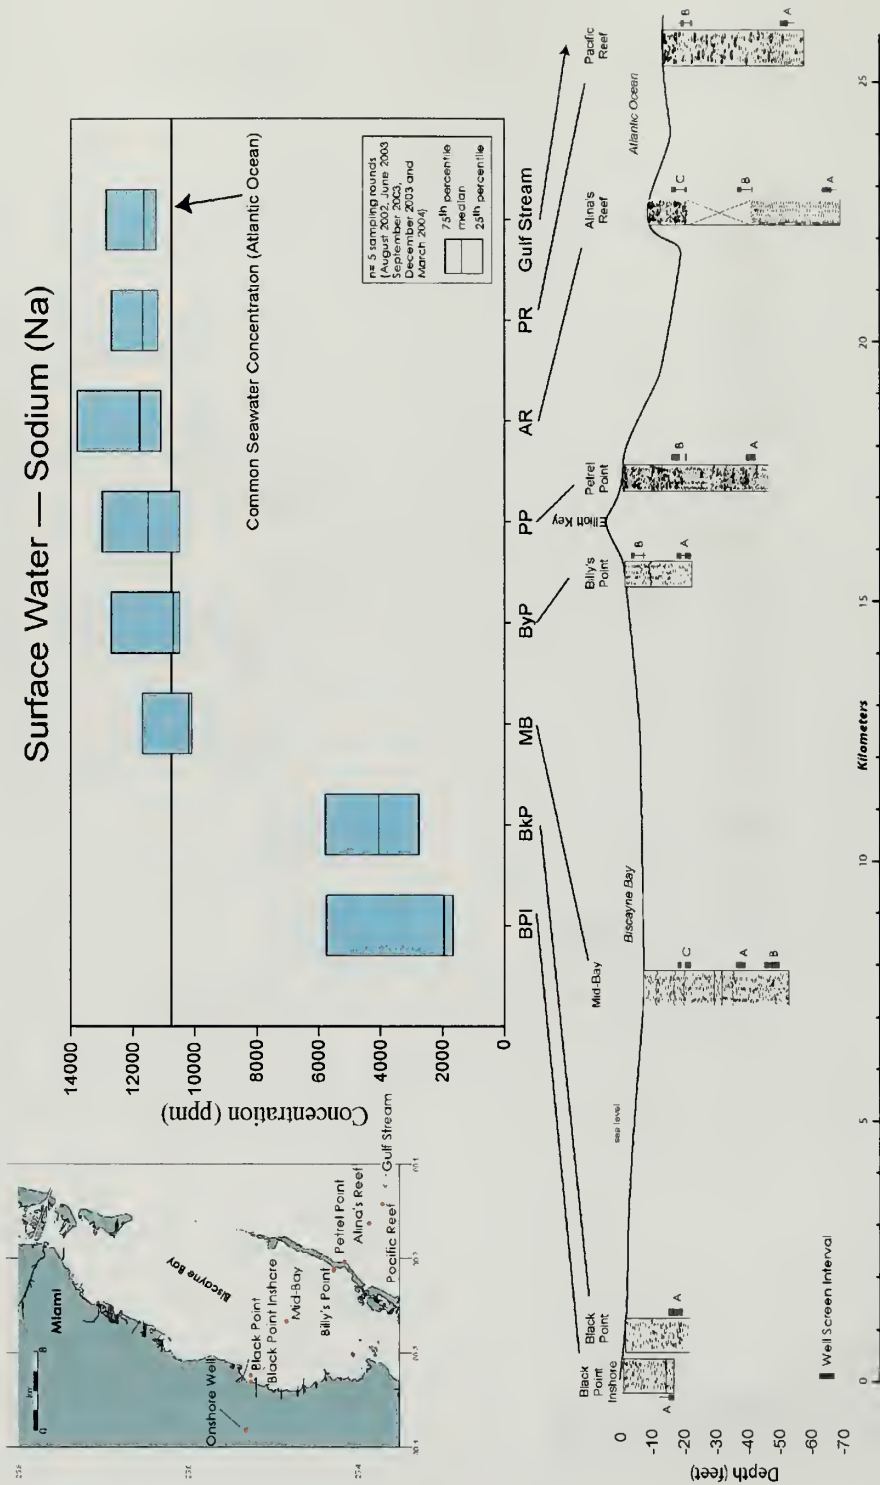 Surface Water — Sodium (Na)
Concentration (ppm)
14000
12000
10000
8000
6000
4000
2000
0
Common Seawater Concentration (Atlantic Ocean)
n= 5 sampling rounds
(August 2002, June 2003
September 2003,
December 2003 and
March 2004)
75th percentile
median
25th percentile
BPI
BkP
MB
ByP
PP
AR
PR
Gulf Stream
km
0
8
Miami
Biscayne Bay
Onshore Well
Black Point
Black Point Inshore
Mid-Bay
Billy's Point
Petrel Point
Alina's Reef
Pacific Reef
Gulf Stream
Black
Point
Inshore
Black
Point
Mid-Bay
Billy's
Point
Elliott Key
Petrel
Point
Alina's
Reef
Pacific
Reef
sea level
Biscayne Bay
Atlantic Ocean
A
A
C
A
B
B
A
B
A
C
B
A
B
A
Depth (feet)
0
-10
-20
-30
-40
-50
-60
-70
Well Screen Interval
0
5
10
15
20
25
Kilometers